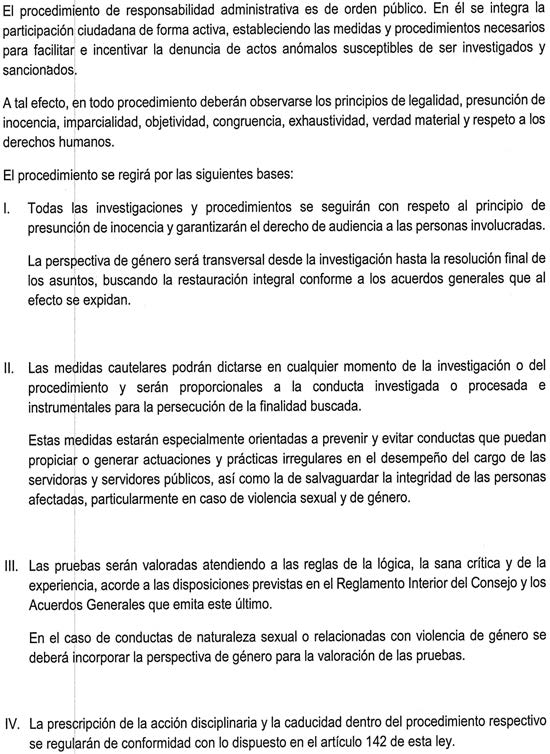 El procedimiento de responsabilidad administrativa es de orden público. En él se integra la
participación ciudadana de forma activa, estableciendo las medidas y procedimientos necesarios
para facilitar e incentivar la denuncia de actos anómalos susceptibles de ser investigados y
sancionados.
A tal efecto, en todo procedimiento deberán observarse los principios de legalidad, presunción de
inocencia, imparcialidad, objetividad, congruencia, exhaustividad, verdad material y respeto a los
derechos humanos.
El procedimiento se regirá por las siguientes bases:
I. Todas las investigaciones y procedimientos se seguirán con respeto al principio de
presunción de inocencia y garantizarán el derecho de audiencia a las personas involucradas.
La perspectiva de género será transversal desde la investigación hasta la resolución final de
los asuntos, buscando la restauración integral conforme a los acuerdos generales que al
efecto se expidan.
II. Las medidas cautelares podrán dictarse en cualquier momento de la investigación o del
procedimiento y serán proporcionales a la conducta investigada o procesada e
instrumentales para la persecución de la finalidad buscada.
Estas medidas estarán especialmente orientadas a prevenir y evitar conductas que puedan
propiciar o generar actuaciones y prácticas irregulares en el desempeño del cargo de las
servidoras y servidores públicos, así como la de salvaguardar la integridad de las personas
afectadas, particularmente en caso de violencia sexual y de género.
III. Las pruebas serán valoradas atendiendo a las reglas de la lógica, la sana crítica y de la
experiencia, acorde a las disposiciones previstas en el Reglamento Interior del Consejo y los
Acuerdos Generales que emita este último.
En el caso de conductas de naturaleza sexual o relacionadas con violencia de género se
deberá incorporar la perspectiva de género para la valoración de las pruebas.
IV. La prescripción de la acción disciplinaria y la caducidad dentro del procedimiento respectivo
se regularán de conformidad con lo dispuesto en el artículo 142 de esta ley.